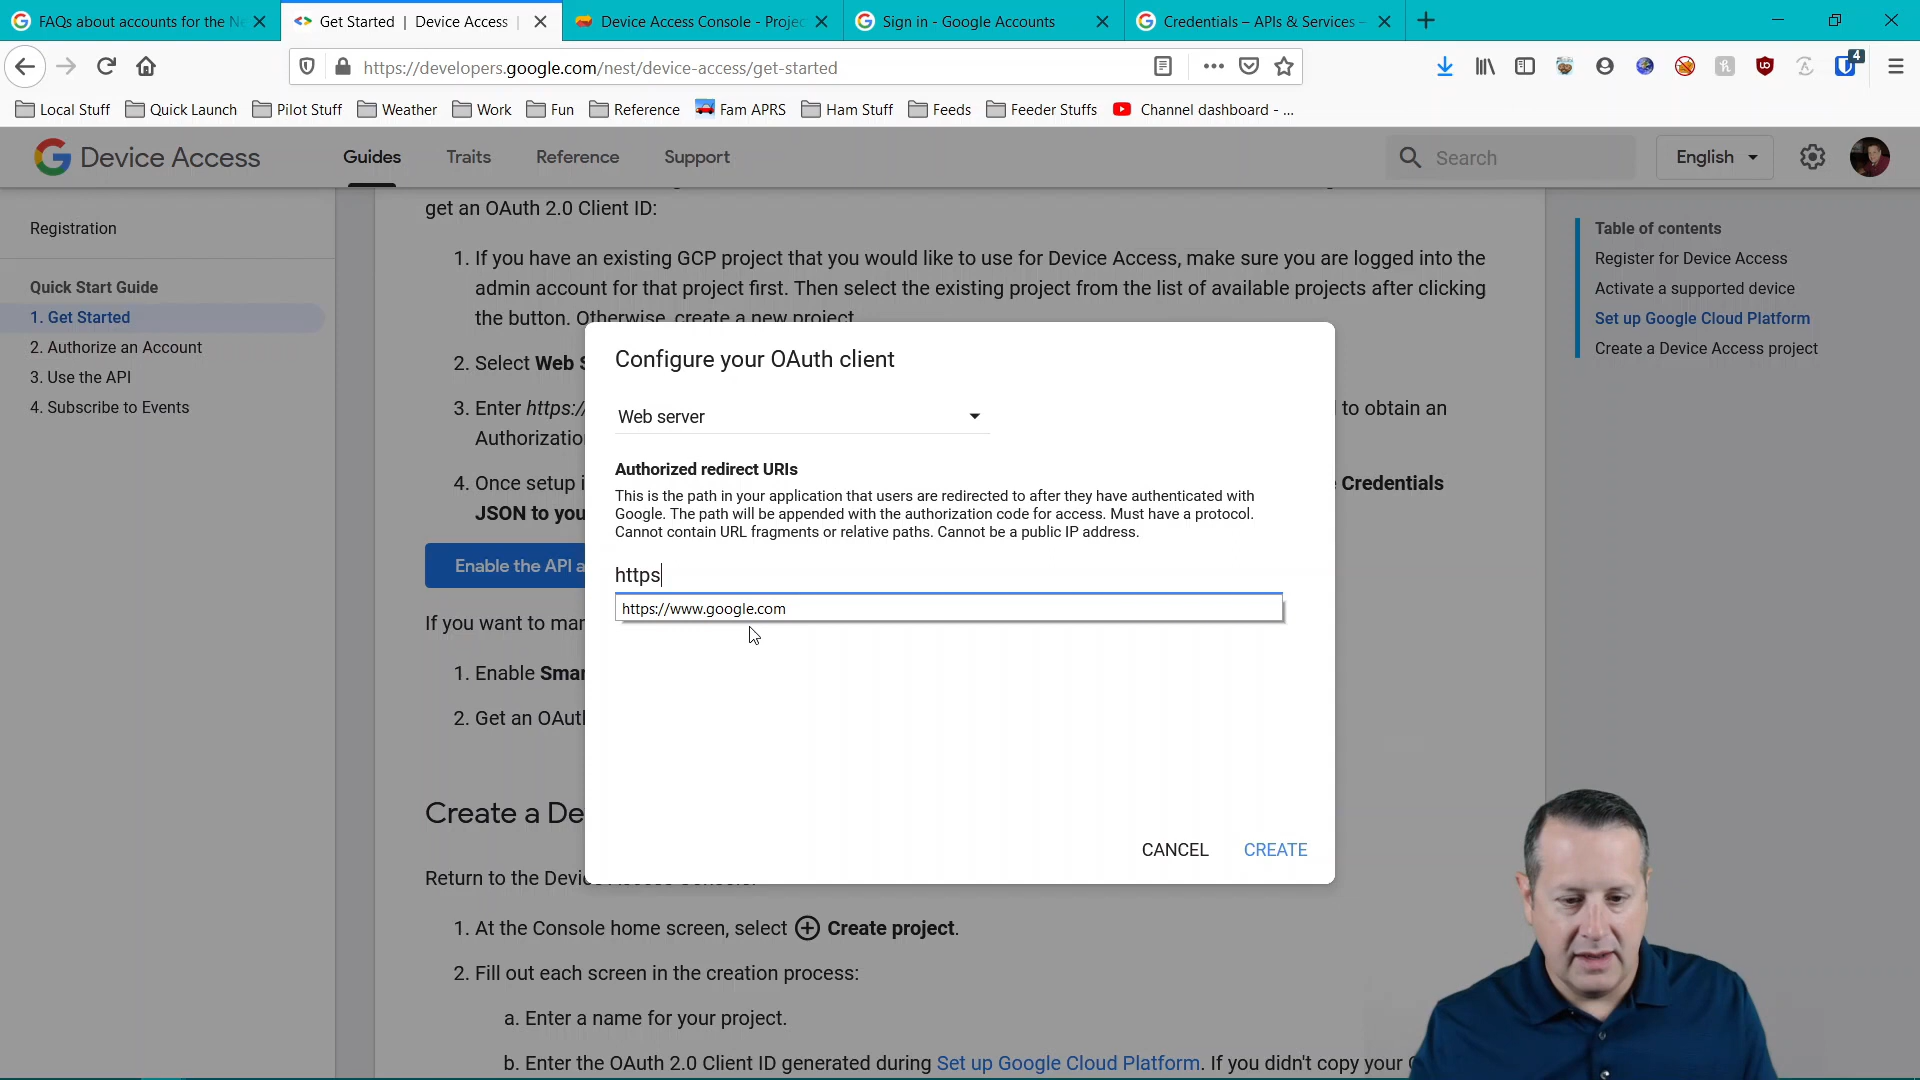 FAQs about accounts for the Ne
Get Started | Device Access
Device Access Console - Projec
Sign in - Google Accounts
Credentials – APIs & Services –
https://developers.google.com/nest/device-access/get-started
4
Local Stuff
Quick Launch
Pilot Stuff
Weather
Work
Fun
Reference
Fam APRS
Ham Stuff
Feeds
Feeder Stuffs
Channel dashboard - ...
Device Access
Guides
Traits
Reference
Support
Search
English
Registration
Quick Start Guide
1. Get Started
2. Authorize an Account
3. Use the API
4. Subscribe to Events
get an OAuth 2.0 Client ID:
1. If you have an existing GCP project that you would like to use for Device Access, make sure you are logged into the
admin account for that project first. Then select the existing project from the list of available projects after clicking
the button. Otherwise, create a new project.
2. Select Web S
3. Enter https:// to obtain an
Authorizatio
4. Once setup i Credentials
JSON to you
Enable the API a
If you want to mar
1. Enable Smar
2. Get an OAuth
Configure your OAuth client
Web server
Authorized redirect URIs
This is the path in your application that users are redirected to after they have authenticated with
Google. The path will be appended with the authorization code for access. Must have a protocol.
Cannot contain URL fragments or relative paths. Cannot be a public IP address.
https
https://www.google.com
CANCEL
CREATE
Create a De
Return to the Device Access Console.
1. At the Console home screen, select Create project.
2. Fill out each screen in the creation process:
a. Enter a name for your project.
b. Enter the OAuth 2.0 Client ID generated during Set up Google Cloud Platform. If you didn't copy your
Table of contents
Register for Device Access
Activate a supported device
Set up Google Cloud Platform
Create a Device Access project